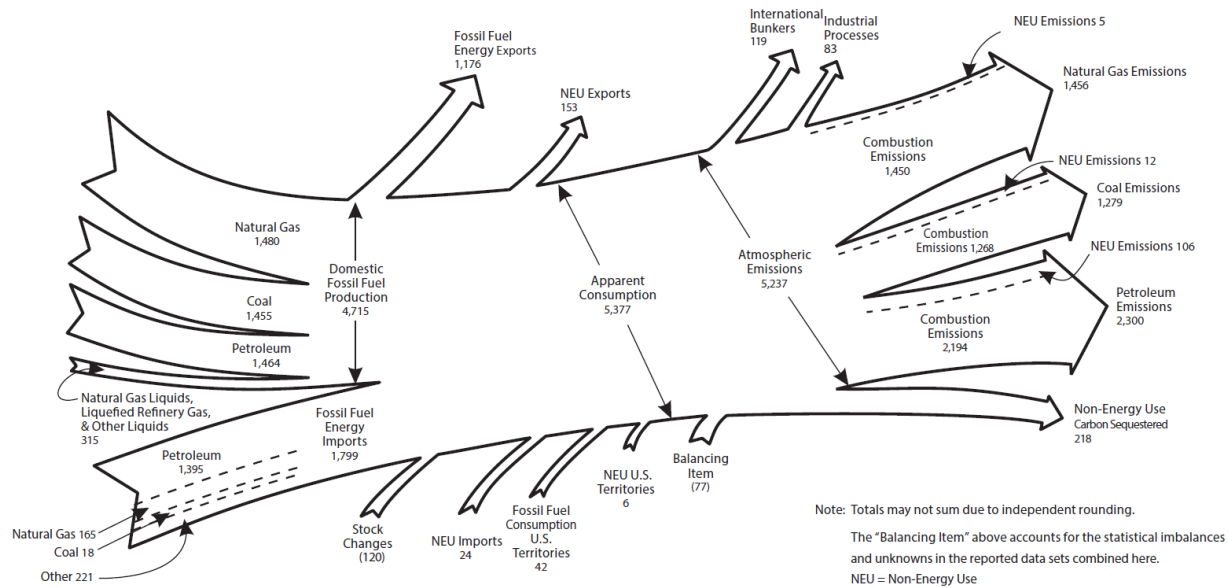 Fossil Fuel
Energy Exports
1,176
NEU Exports
153
International
Bunkers
119
Industrial
Processes
83
NEU Emissions 5
Natural Gas Emissions
1,456
Combustion
Emissions
1,450
NEU Emissions 12
Coal Emissions
1,279
Combustion
Emissions 1,268
NEU Emissions 106
Petroleum
Emissions
2,300
Combustion
Emissions
2,194
Natural Gas
1,480
Coal
1,455
Petroleum
1,464
Domestic
Fossil Fuel
Production
4,715
Apparent
Consumption
5,377
Atmospheric
Emissions
5,237
Natural Gas Liquids,
Liquefied Refinery Gas,
& Other Liquids
315
Fossil Fuel
Energy
Imports
1,799
Petroleum
1,395
Natural Gas 165
Coal 18
Other 221
Stock
Changes
(120)
NEU Imports
24
Fossil Fuel
Consumption
U.S.
Territories
42
NEU U.S.
Territories
6
Balancing
Item
(77)
Non-Energy Use
Carbon Sequestered
218
Note: Totals may not sum due to independent rounding.
The "Balancing Item" above accounts for the statistical imbalances
and unknowns in the reported data sets combined here.
NEU = Non-Energy Use